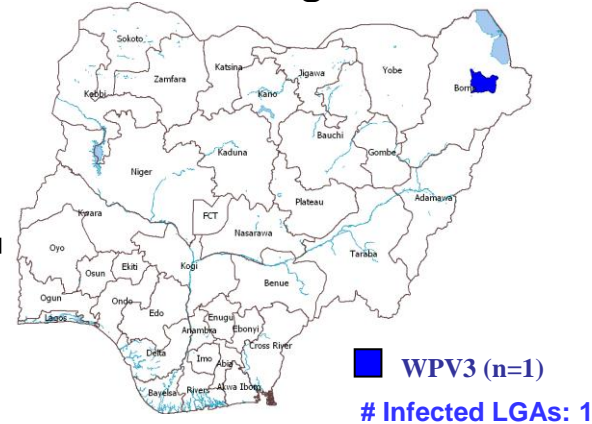 Sokoto
Katsina
Jigawa
Yobe
Zamfara
Kebbi
Kano
Bauchi
Kaduna
Gombe
Niger
Adamawa
Plateau
Kwara
FCT
Nasarawa
Oyo
Taraba
Osun
Ekiti
Kogi
Benue
Ogun
Ondo
Edo
Enugu
Lagos
Anambra
Ebonyi
Cross River
Delta
Imo
Abia
Bayelsa
Rivers
Akwa Ibom
WPV3 (n=1)
# Infected LGAs: 1